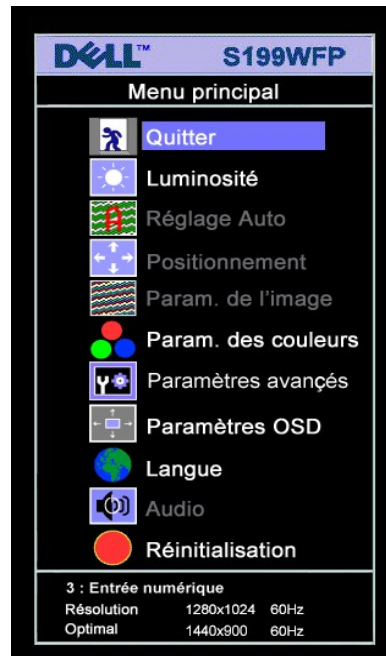 DELL™ S199WFP
Menu principal
Quitter
Luminosité
Réglage Auto
Positionnement
Param. de l'image
Param. des couleurs
Paramètres avançés
Paramètres OSD
Langue
Audio
Réinitialisation
3 : Entrée numérique
Résolution 1280x1024 60Hz
Optimal 1440x900 60Hz